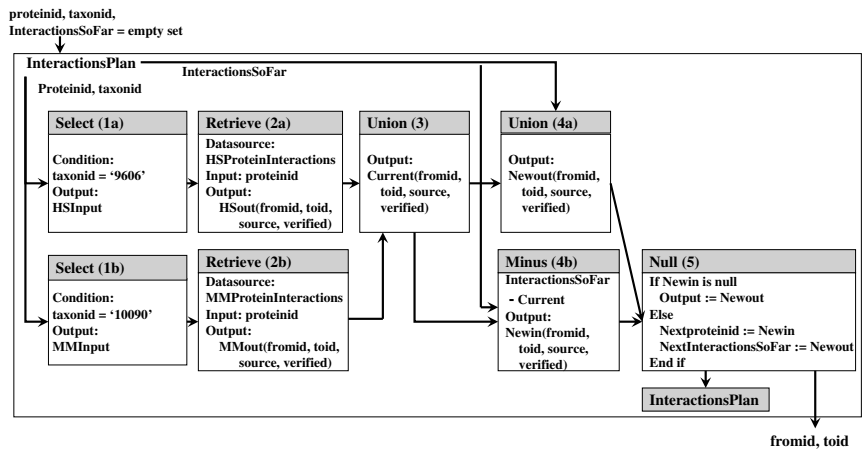 proteinid, taxonid,
InteractionsSoFar = empty set
InteractionsPlan
InteractionsSoFar
Proteinid, taxonid
Select (1a)
Condition:
taxonid = ‘9606’
Output:
HSInput
Retrieve (2a)
Datasource:
HSProteinInteractions
Input: proteinid
Output:
HSout(fromid, toid,
source, verified)
Union (3)
Output:
Current(fromid,
toid, source,
verified)
Union (4a)
Output:
Newout(fromid,
toid, source,
verified)
Select (1b)
Condition:
taxonid = ‘10090’
Output:
MMInput
Retrieve (2b)
Datasource:
MMProteinInteractions
Input: proteinid
Output:
MMout(fromid, toid,
source, verified)
Minus (4b)
InteractionsSoFar
- Current
Output:
Newin(fromid,
toid, source,
verified)
Null (5)
If Newin is null
Output := Newout
Else
Nextproteinid := Newin
NextInteractionsSoFar := Newout
End if
InteractionsPlan
fromid, toid